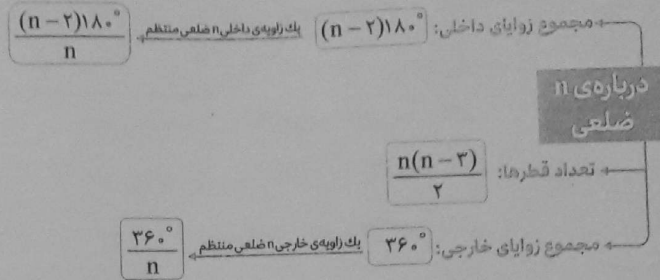 درباره‌ی n
ضلعی
مجموع زوایای داخلی: (n − ۲)۱۸۰° یک زاویه‌ی داخلی n ضلعی منتظم (n − ۲)۱۸۰° / n
تعداد قطرها: n(n − ۳) / ۲
مجموع زوایای خارجی: ۳۶۰° یک زاویه‌ی خارجی n ضلعی منتظم ۳۶۰° / n